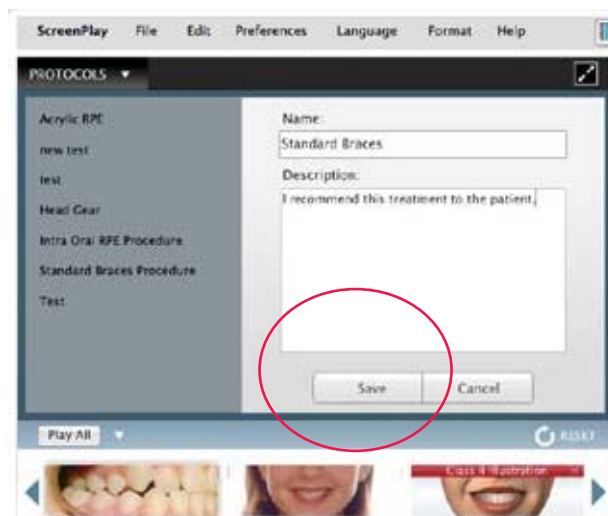 ScreenPlay File Edit Preferences Language Format Help
PROTOCOLS
Acrylic RPE
new test
test
Head Gear
Intra Oral RPE Procedure
Standard Braces Procedure
Test
Name:
Standard Braces
Description:
I recommend this treatment to the patient.
Save Cancel
Play All
RESET
Class II Illustration